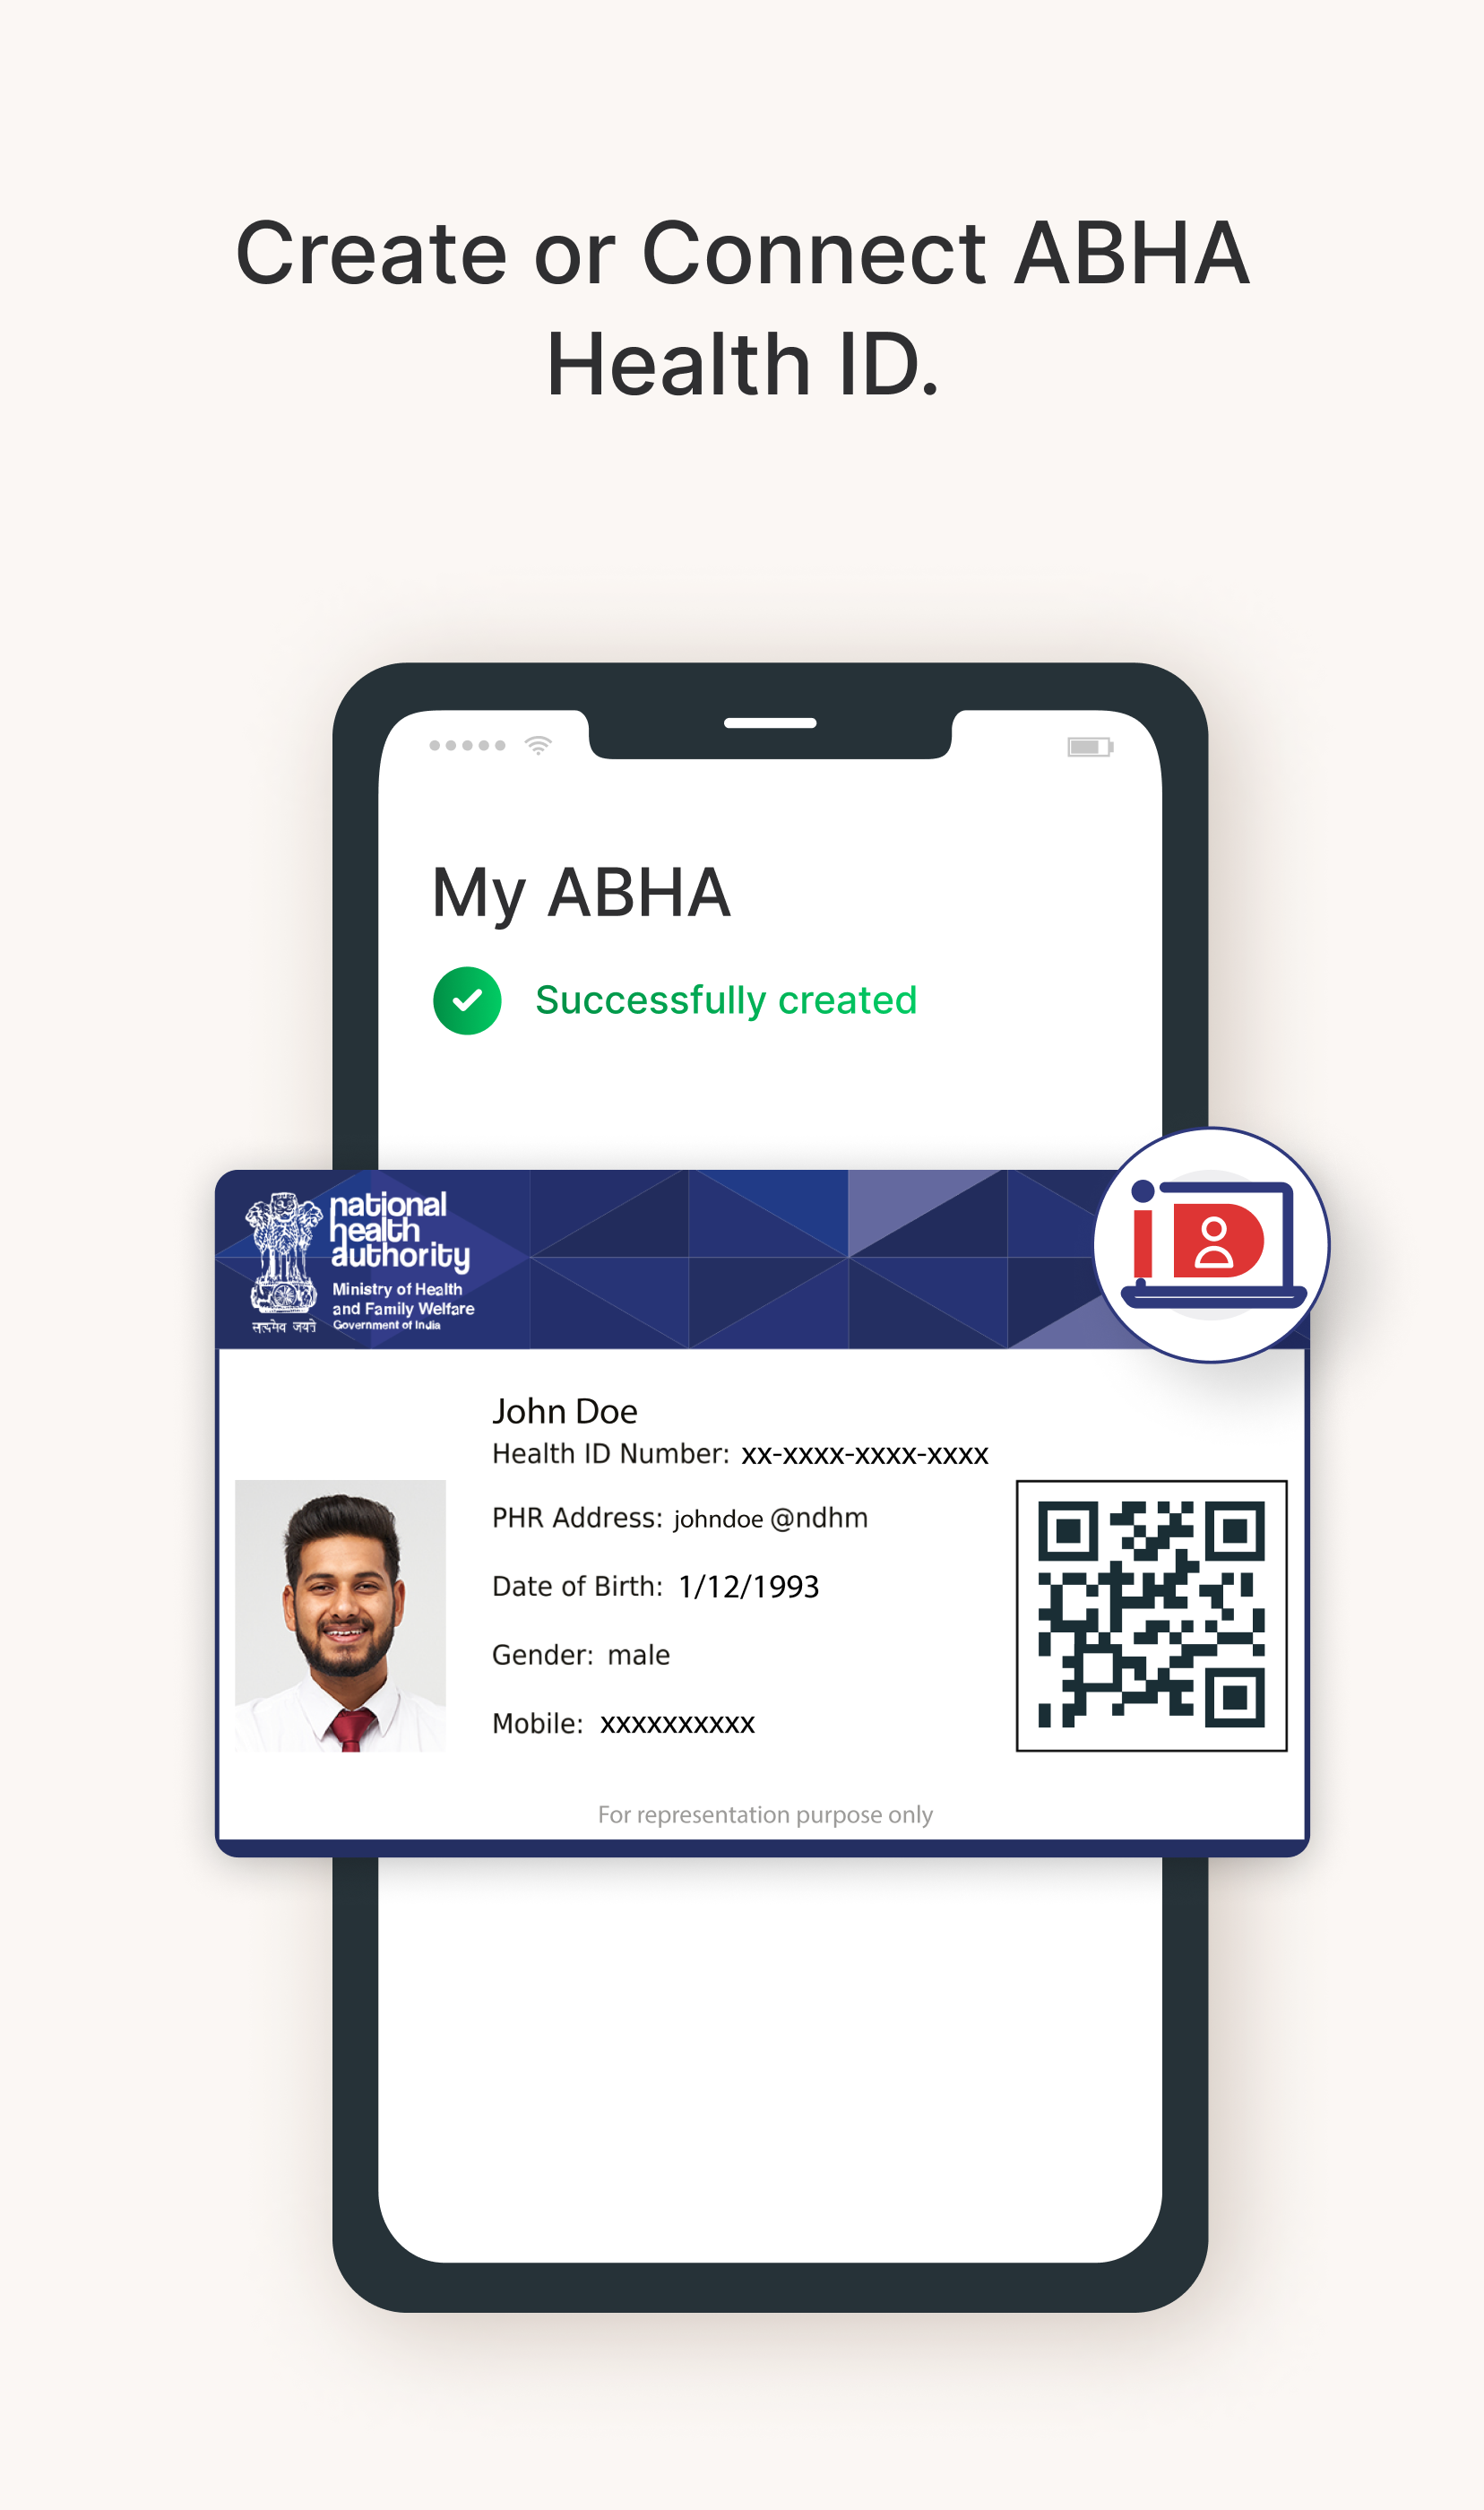 Create or Connect ABHA
Health ID.
My ABHA
Successfully created
national
health
authority
Ministry of Health
and Family Welfare
Government of India
सत्यमेव जयते
John Doe
Health ID Number: xx-xxxx-xxxx-xxxx
PHR Address: johndoe @ndhm
Date of Birth: 1/12/1993
Gender: male
Mobile: xxxxxxxxxx
For representation purpose only